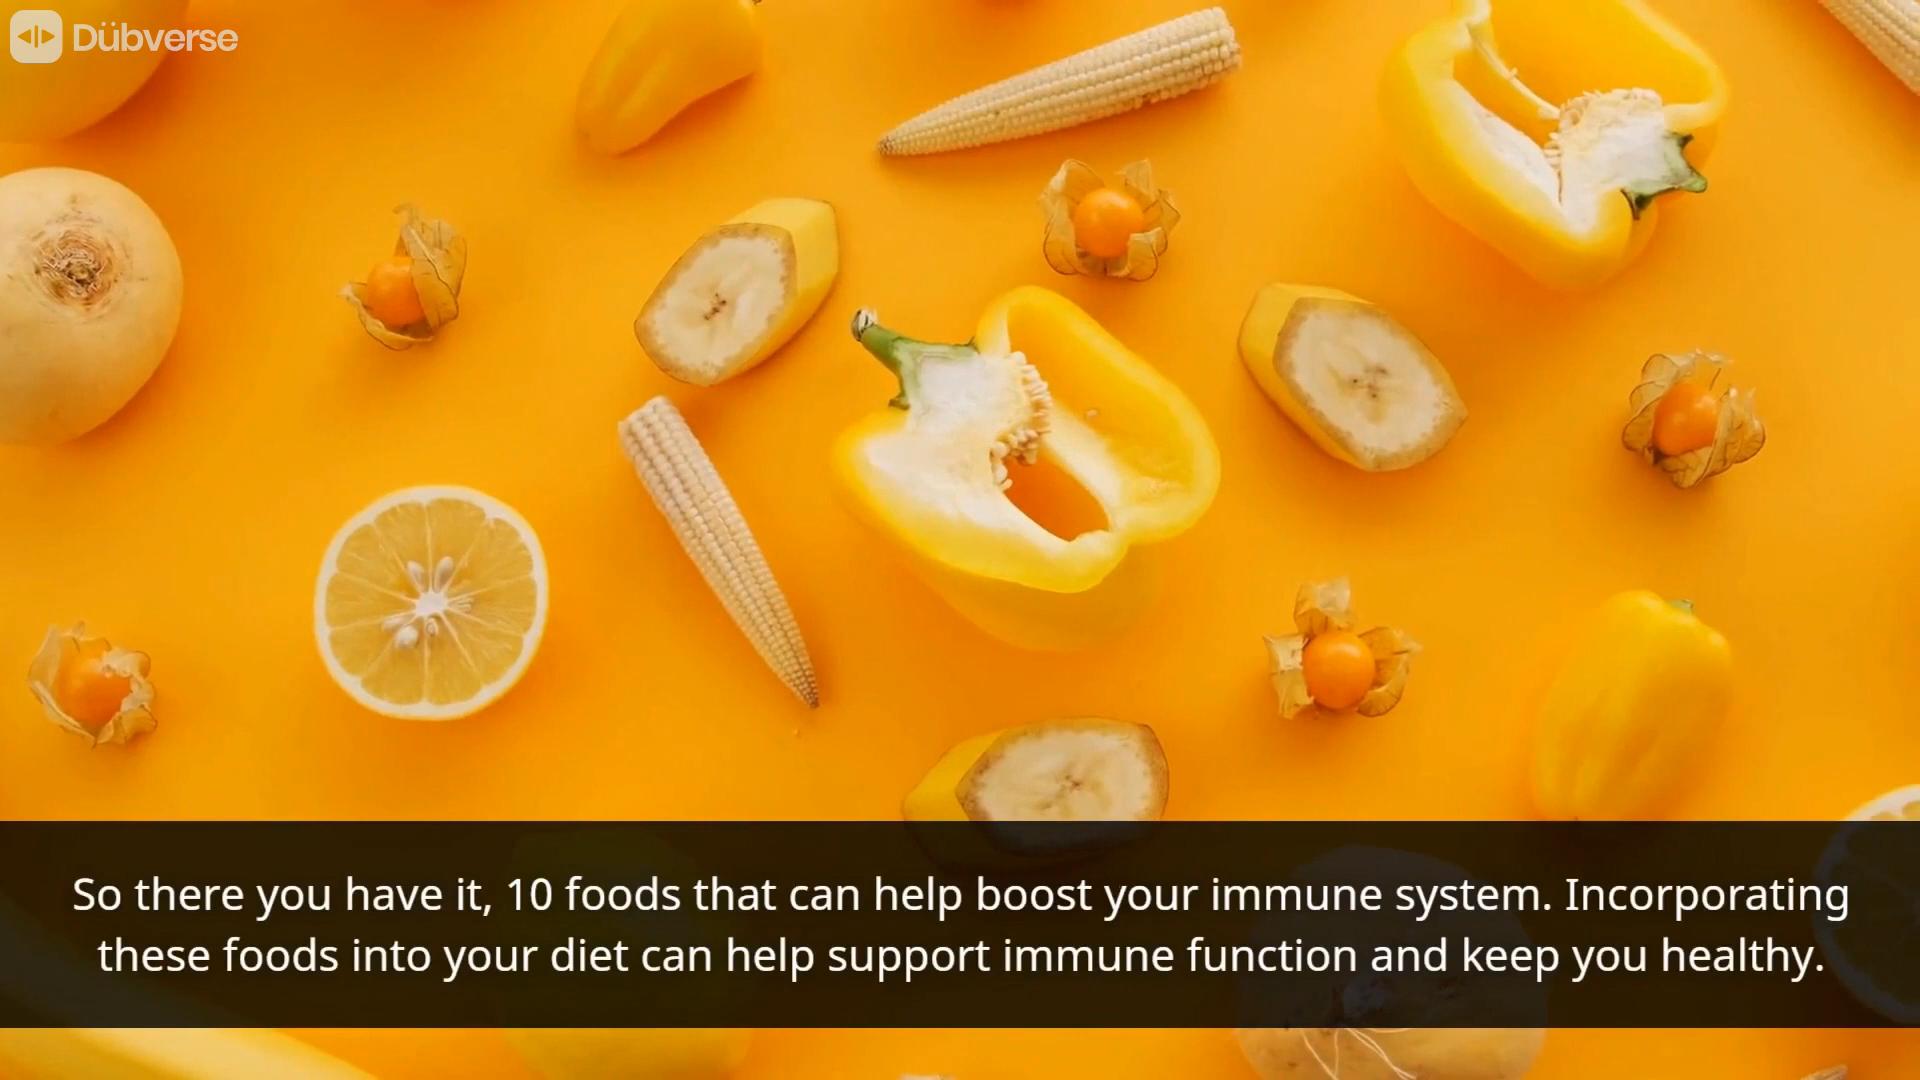 Dübverse
So there you have it, 10 foods that can help boost your immune system. Incorporating
these foods into your diet can help support immune function and keep you healthy.